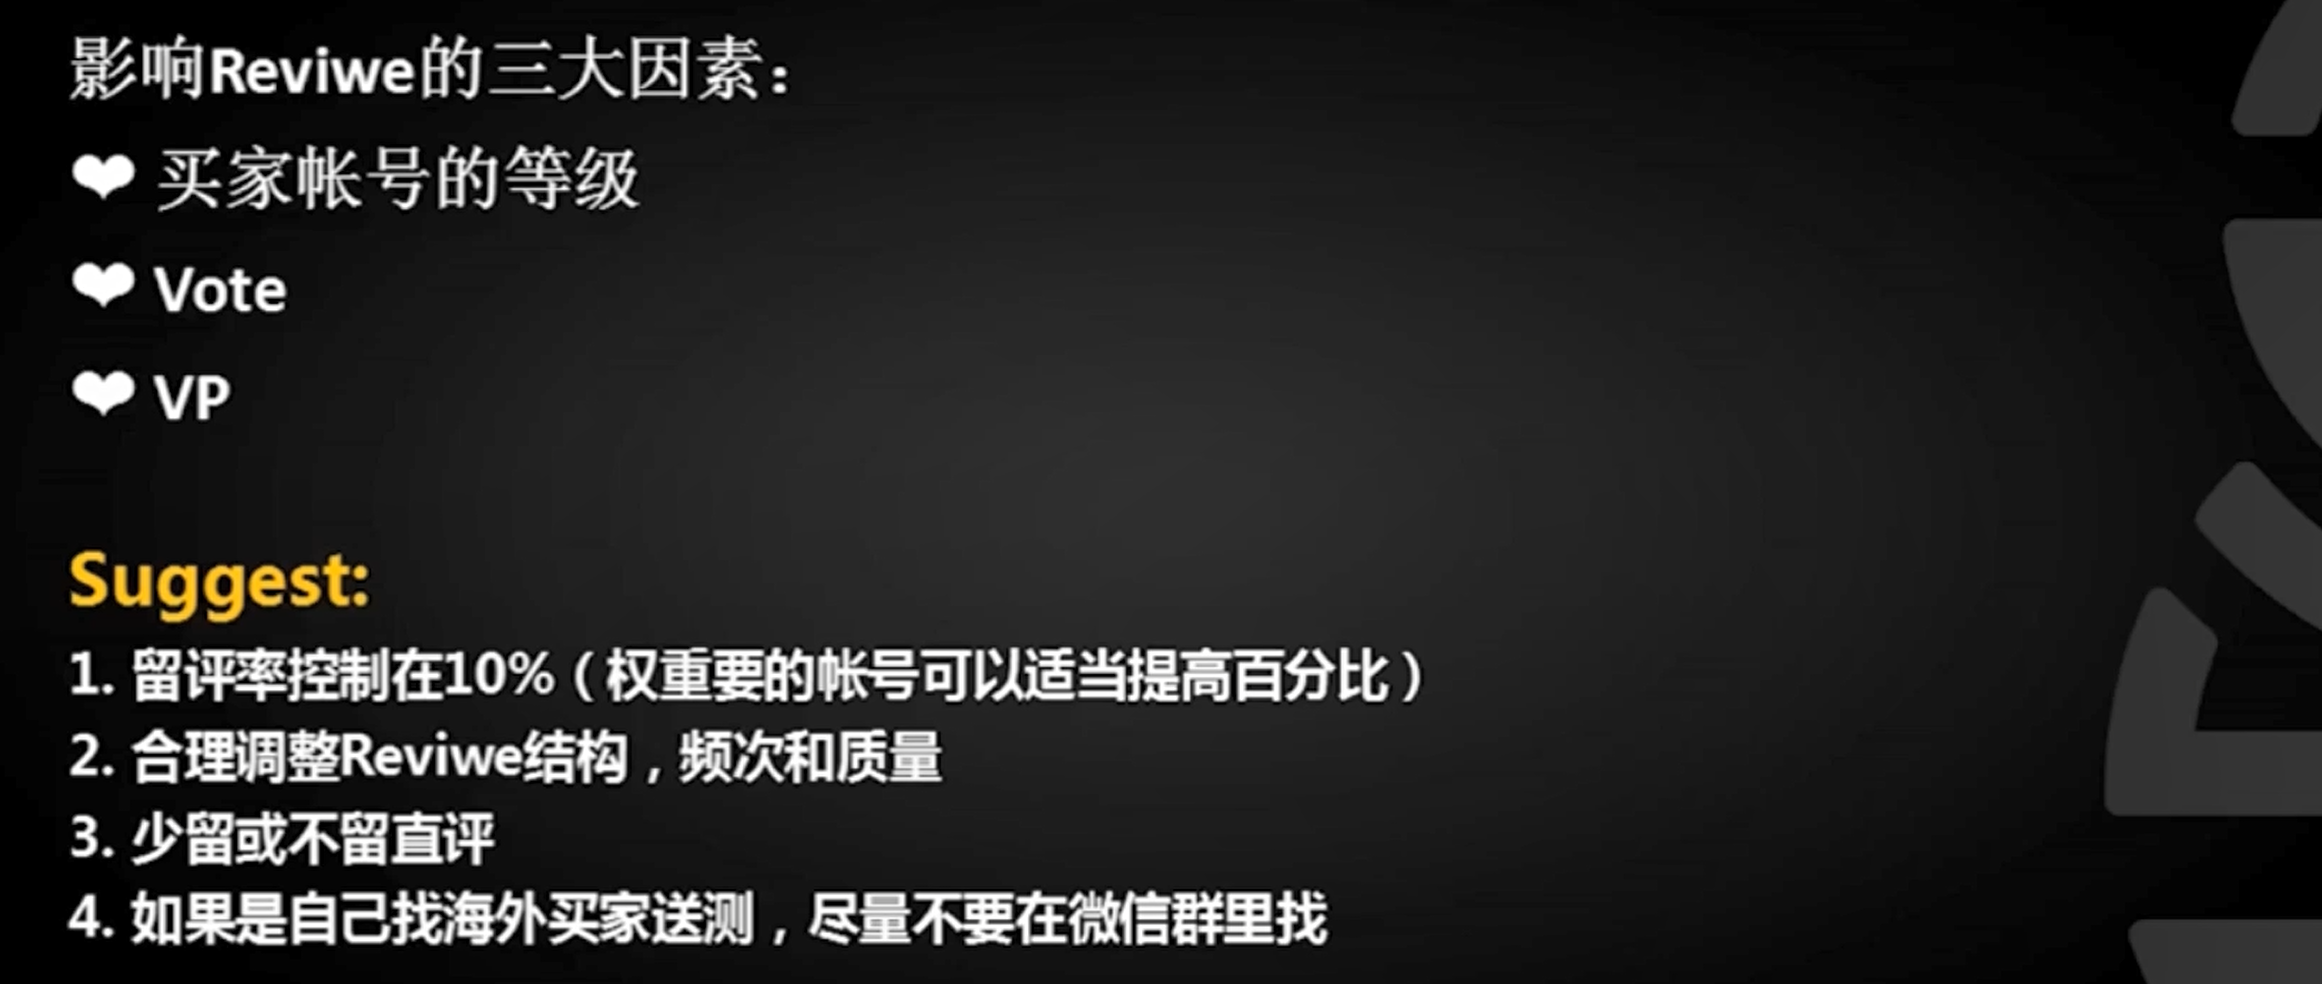 影响Reviwe的三大因素：
❤ 买家帐号的等级
❤ Vote
❤ VP
Suggest:
1. 留评率控制在10%（权重要的帐号可以适当提高百分比）
2. 合理调整Reviwe结构，频次和质量
3. 少留或不留直评
4. 如果是自己找海外买家送测，尽量不要在微信群里找